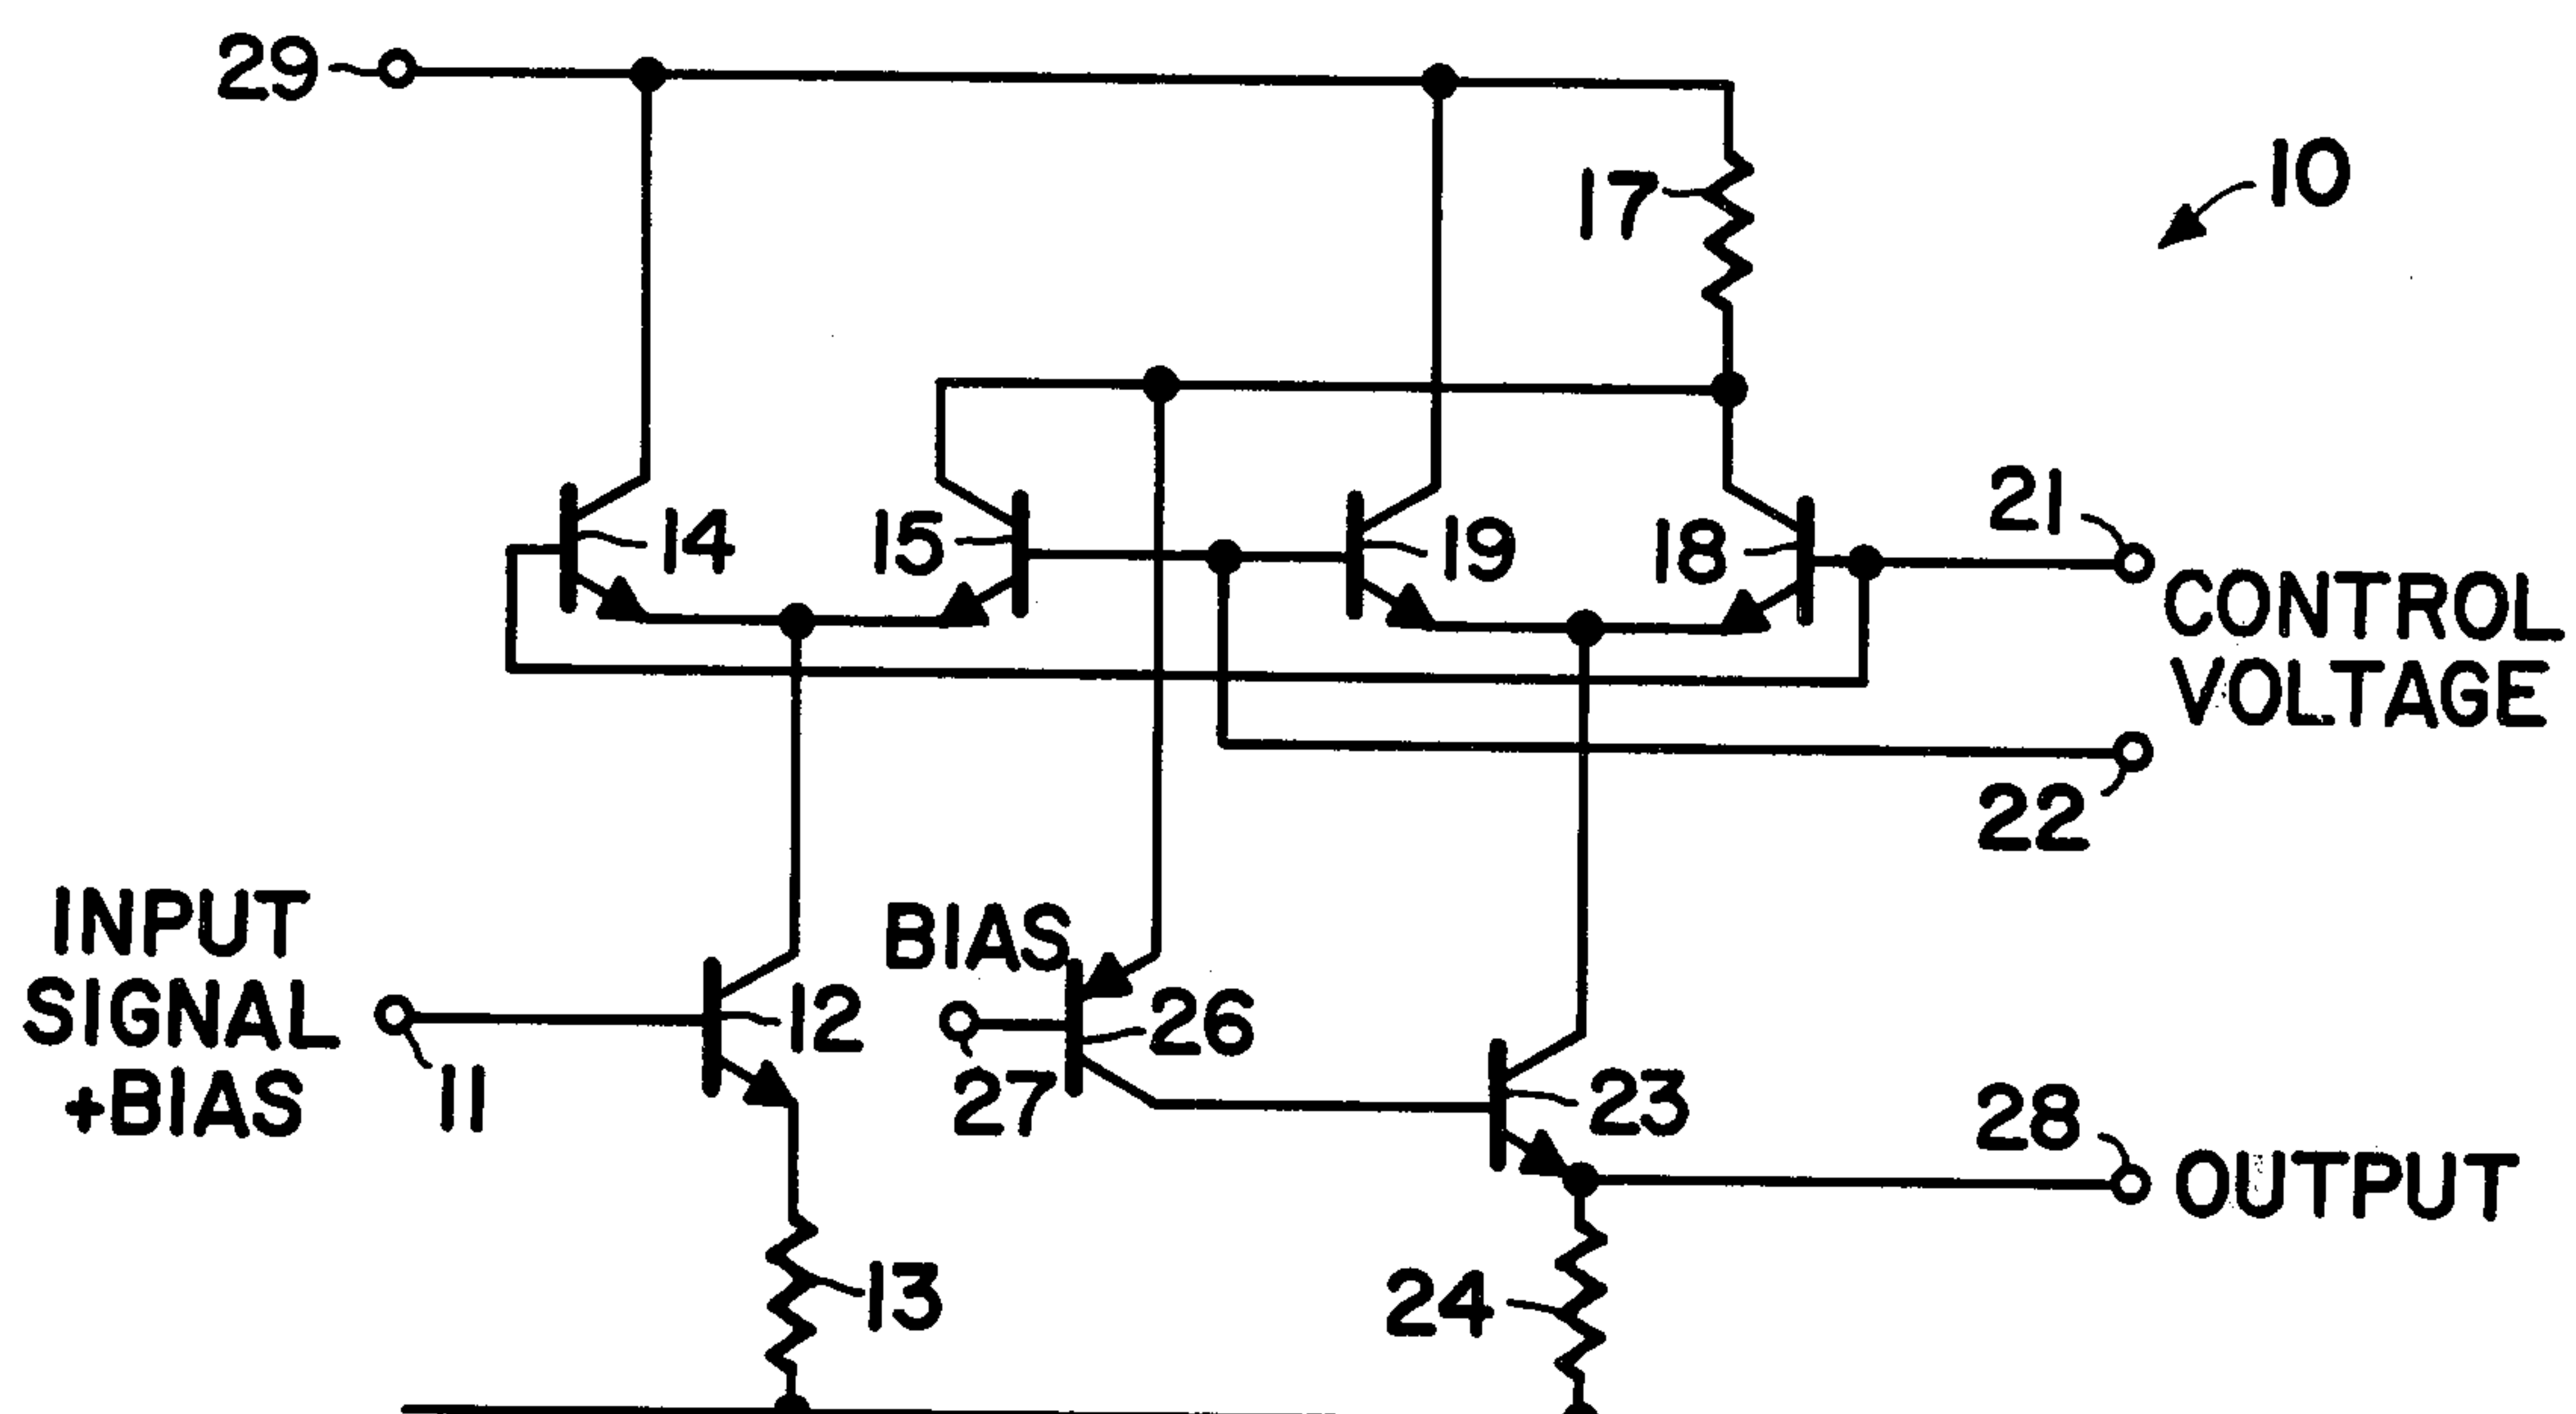 29
10
17
14
15
19
18
21
CONTROL
VOLTAGE
22
INPUT
SIGNAL
+BIAS
11
12
BIAS
27
26
23
28
OUTPUT
13
24